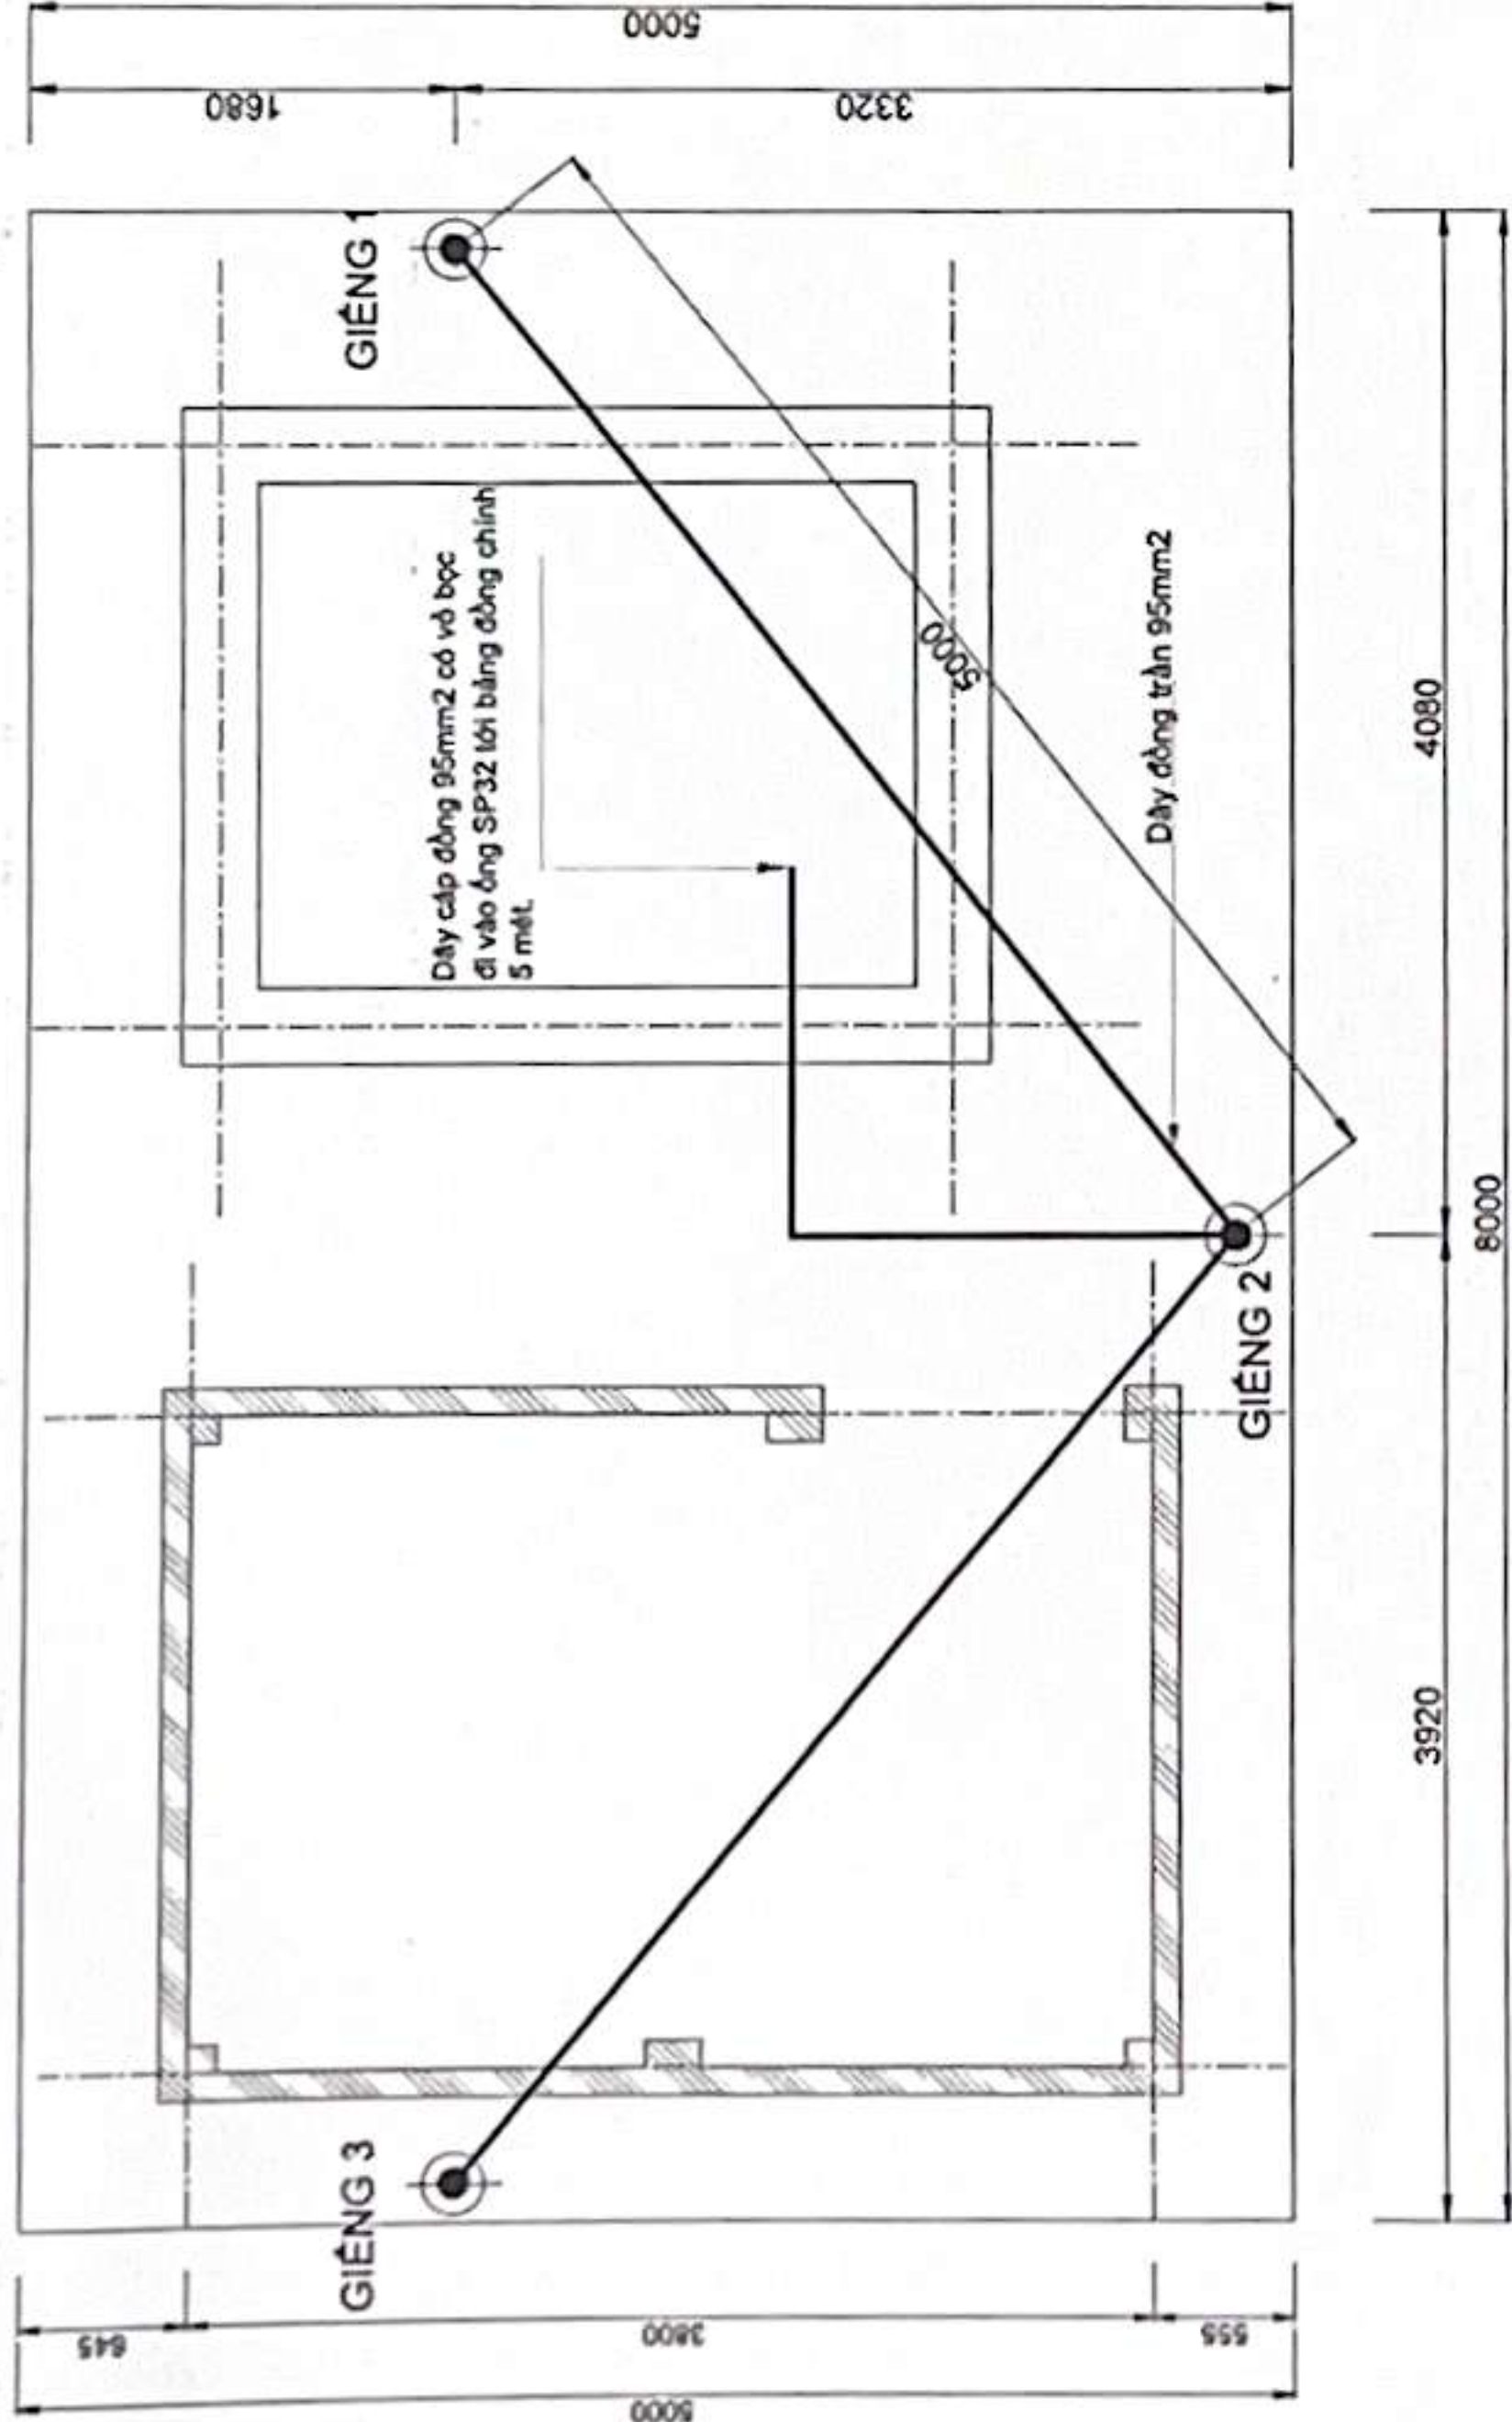 5000
1680
3320
GIẾNG 1
Dây cáp đồng 95mm2 có vỏ bọc
đi vào ống SP32 tới bảng đồng chính
5 mét.
5000
Dây đồng trần 95mm2
4080
8000
GIẾNG 2
3920
GIẾNG 3
645
3800
555
5000